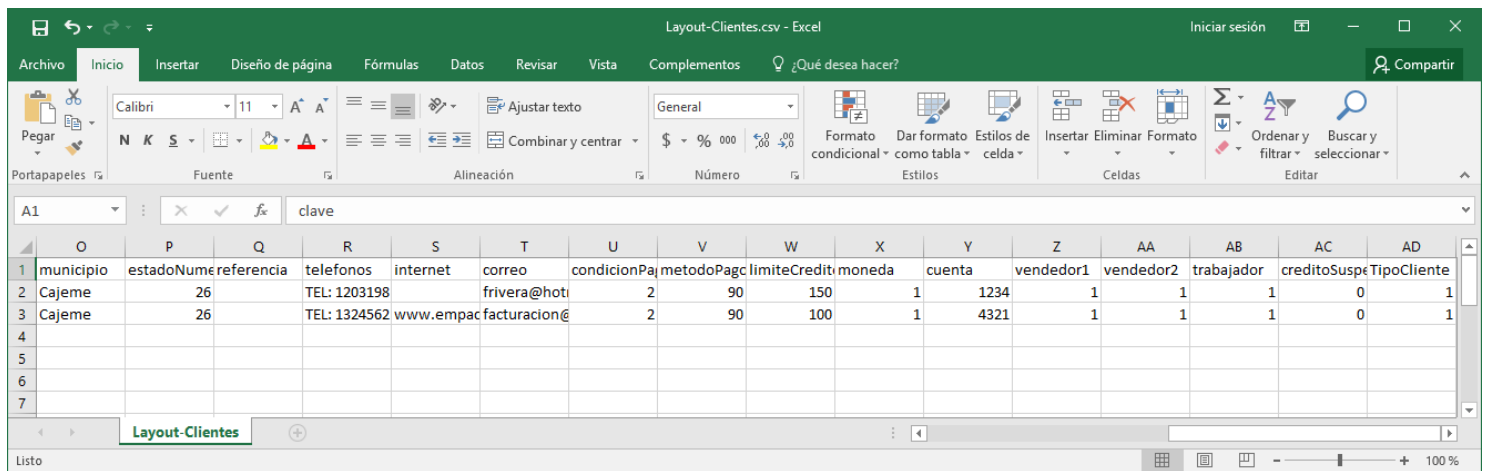 Layout-Clientes.csv - Excel
Iniciar sesión
Archivo Inicio Insertar Diseño de página Fórmulas Datos Revisar Vista Complementos ¿Qué desea hacer? Compartir
Pegar
Calibri 11 A A
N K S A
Ajustar texto
Combinar y centrar
General
$ % 000
Formato condicional
Dar formato como tabla
Estilos de celda
Insertar Eliminar Formato
Ordenar y filtrar
Buscar y seleccionar
Portapapeles Fuente Alineación Número Estilos Celdas Editar
A1 fx clave
O P Q R S T U V W X Y Z AA AB AC AD
1 municipio estadoNume referencia telefonos internet correo condicionPa metodoPago limiteCredit moneda cuenta vendedor1 vendedor2 trabajador creditoSuspe TipoCliente
2 Cajeme 26 TEL: 1203198 frivera@hot 2 90 150 1 1234 1 1 1 0 1
3 Cajeme 26 TEL: 1324562 www.empac facturacion@ 2 90 100 1 4321 1 1 1 0 1
4
5
6
7
Layout-Clientes
Listo 100 %